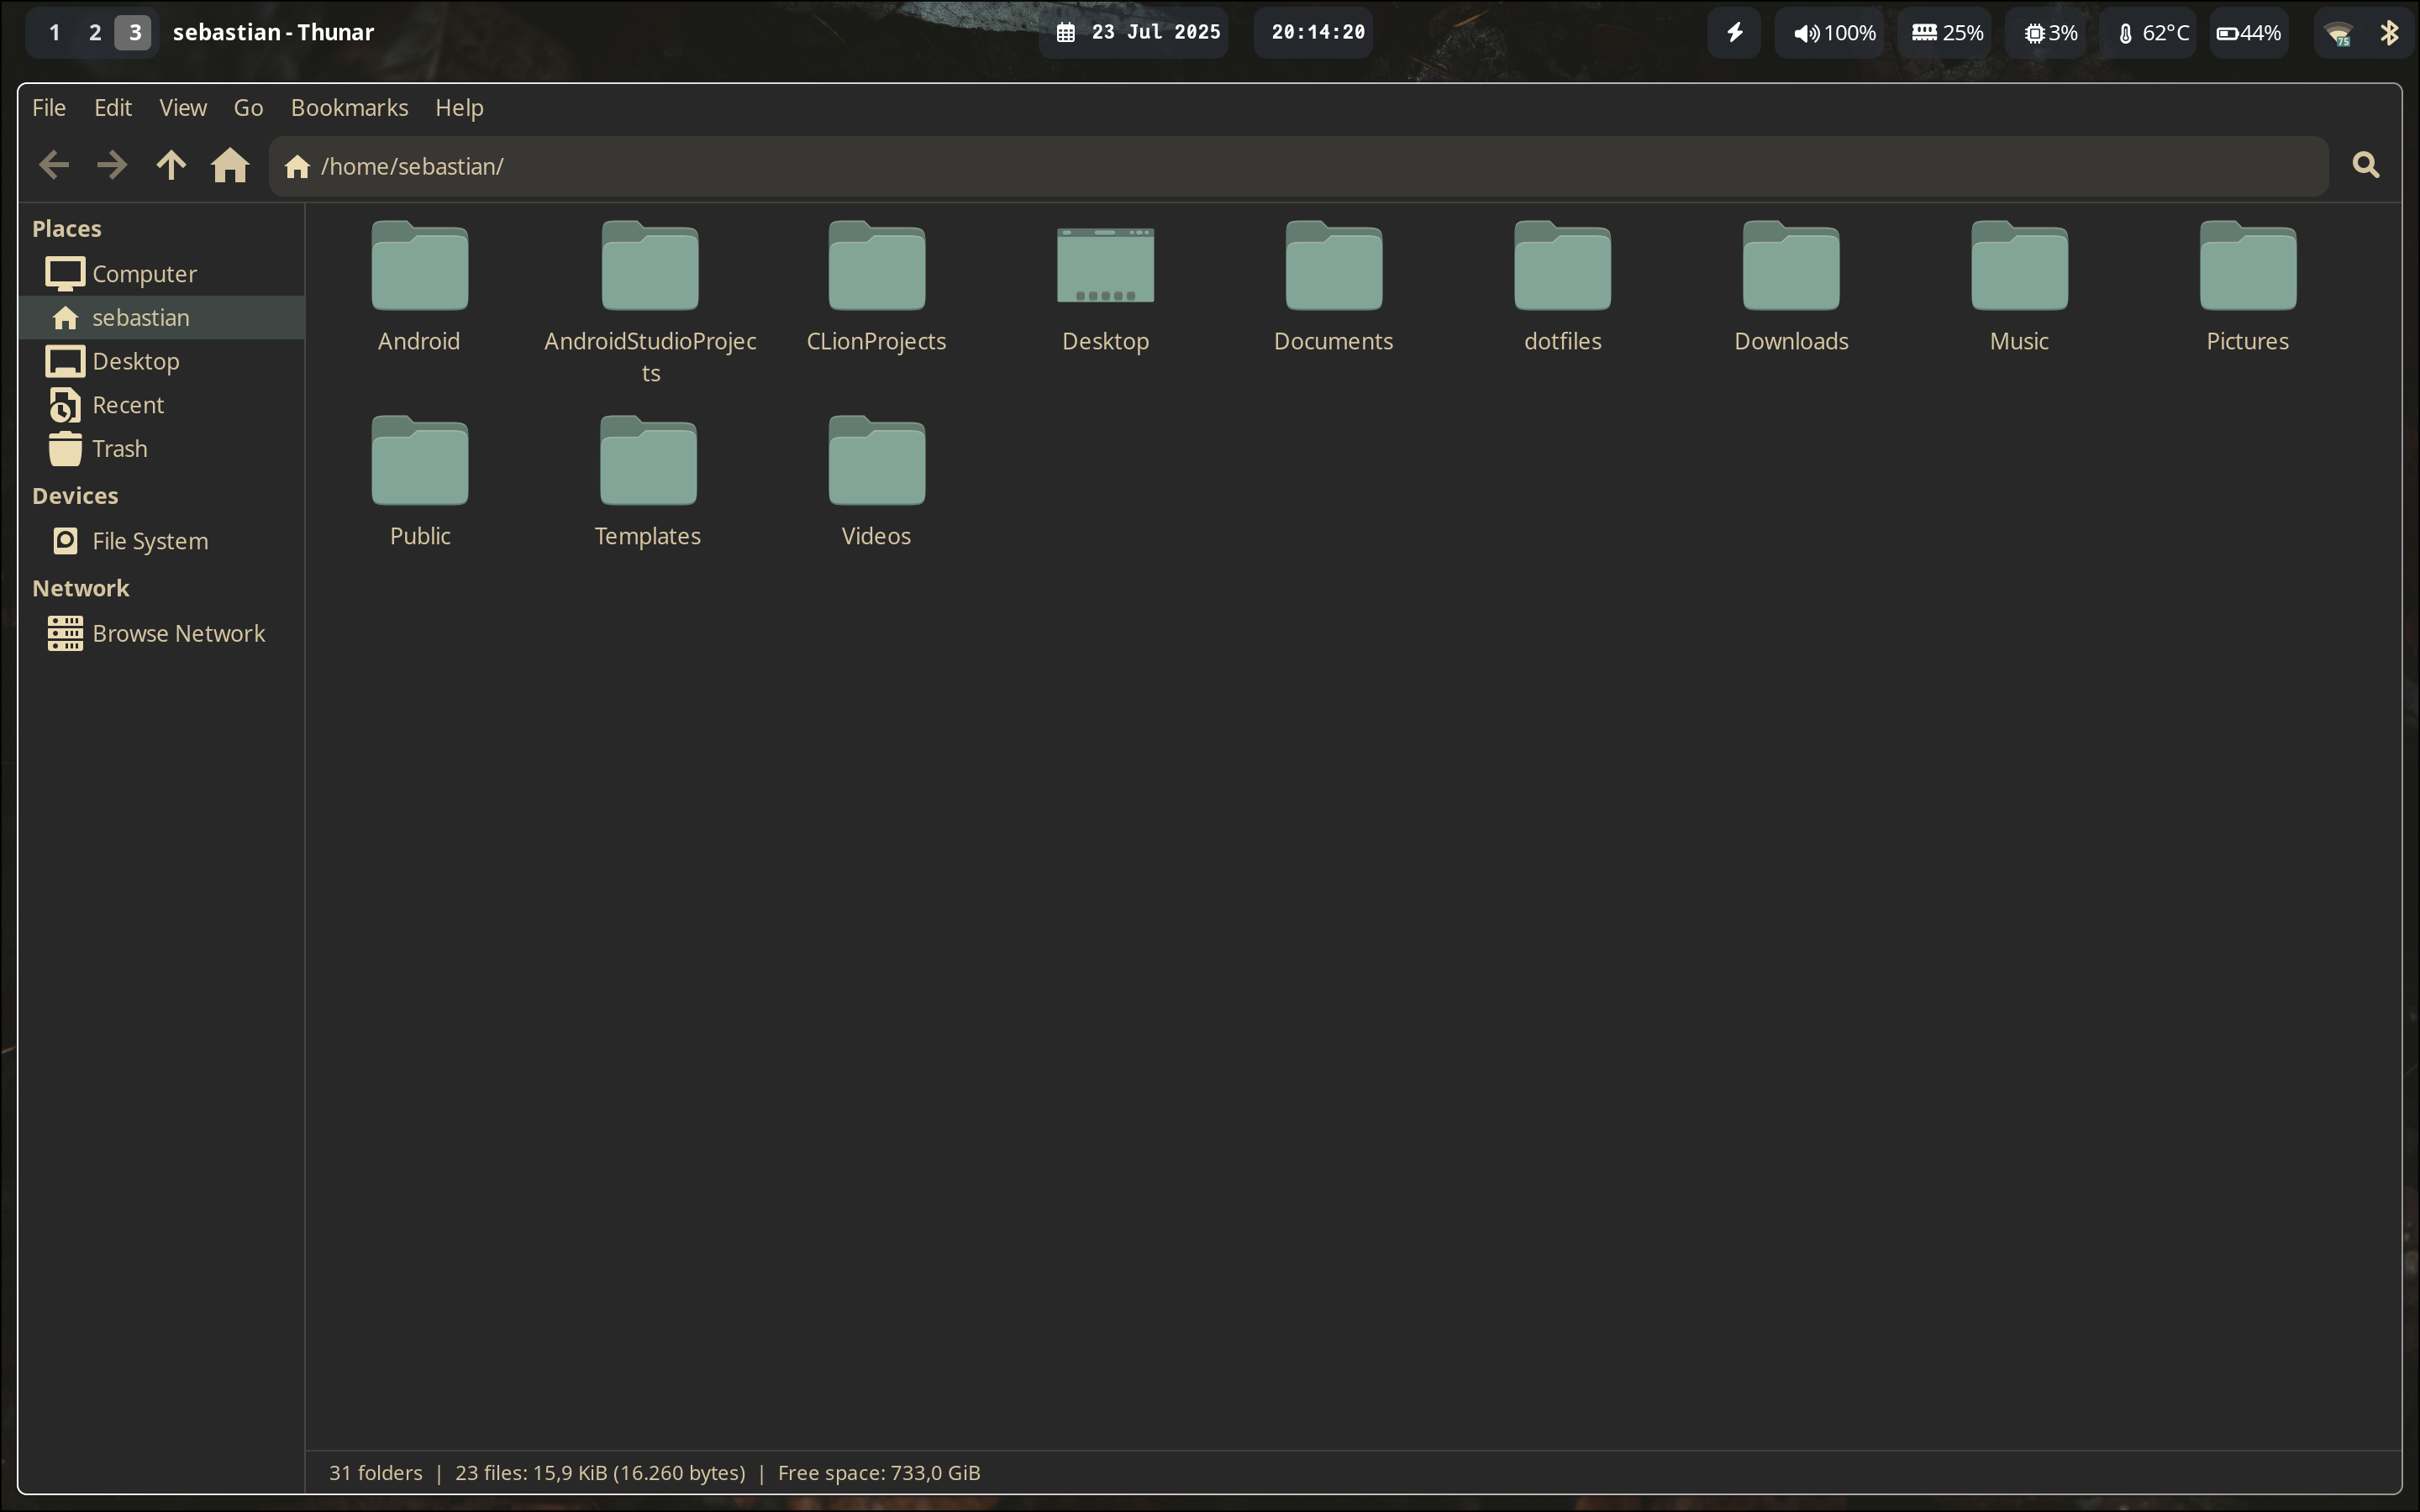 1 2 3 sebastian - Thunar 23 Jul 2025 20:14:20 100% 25% 3% 62°C 44% 75
File Edit View Go Bookmarks Help
/home/sebastian/
Places
Computer
sebastian
Desktop
Recent
Trash
Devices
File System
Network
Browse Network
Android AndroidStudioProjec CLionProjects Desktop Documents dotfiles Downloads Music Pictures
ts
Public Templates Videos
31 folders | 23 files: 15,9 KiB (16.260 bytes) | Free space: 733,0 GiB